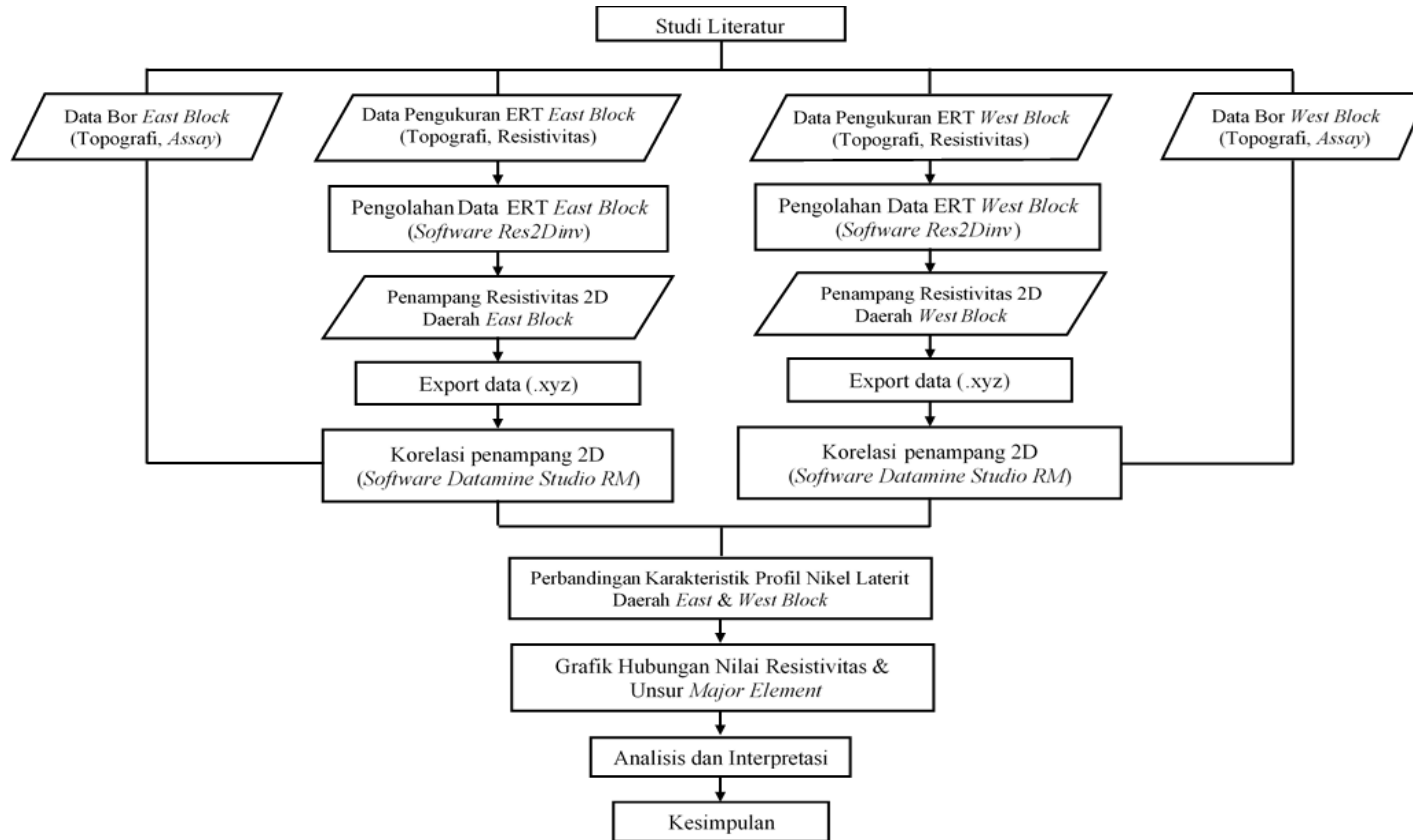 Studi Literatur
Data Bor East Block
(Topografi, Assay)
Data Pengukuran ERT East Block
(Topografi, Resistivitas)
Data Pengukuran ERT West Block
(Topografi, Resistivitas)
Data Bor West Block
(Topografi, Assay)
Pengolahan Data ERT East Block
(Software Res2Dinv)
Pengolahan Data ERT West Block
(Software Res2Dinv)
Penampang Resistivitas 2D
Daerah East Block
Penampang Resistivitas 2D
Daerah West Block
Export data (.xyz)
Export data (.xyz)
Korelasi penampang 2D
(Software Datamine Studio RM)
Korelasi penampang 2D
(Software Datamine Studio RM)
Perbandingan Karakteristik Profil Nikel Laterit
Daerah East & West Block
Grafik Hubungan Nilai Resistivitas &
Unsur Major Element
Analisis dan Interpretasi
Kesimpulan